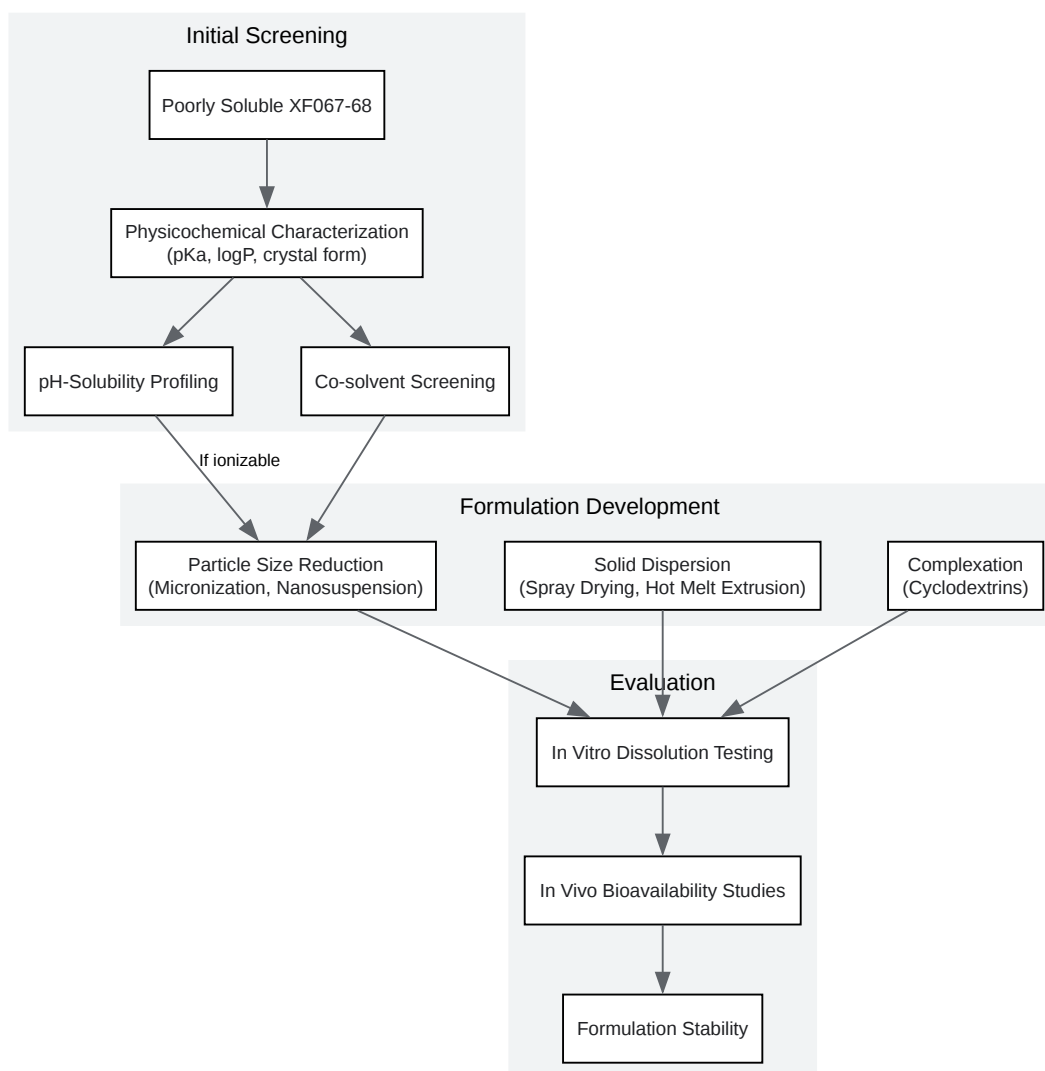 Initial Screening
Poorly Soluble XF067-68
Physicochemical Characterization
(pKa, logP, crystal form)
pH-Solubility Profiling
Co-solvent Screening
If ionizable
Formulation Development
Particle Size Reduction
(Micronization, Nanosuspension)
Solid Dispersion
(Spray Drying, Hot Melt Extrusion)
Complexation
(Cyclodextrins)
Evaluation
In Vitro Dissolution Testing
In Vivo Bioavailability Studies
Formulation Stability